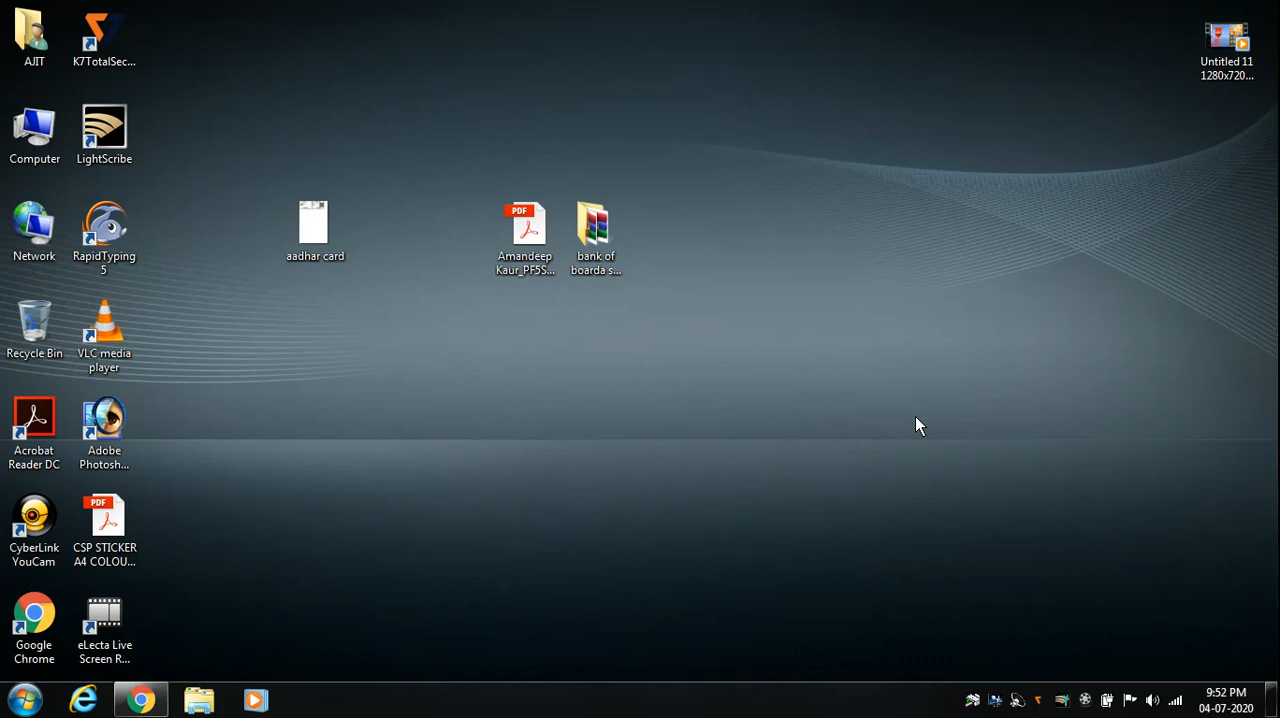 AJIT
K7TotalSec...
Untitled 11
1280x720...
Computer
LightScribe
Network
RapidTyping
5
aadhar card
PDF
Amandeep
Kaur_PF5S...
bank of
boarda s...
Recycle Bin
VLC media
player
Acrobat
Reader DC
Adobe
Photosh...
CyberLink
YouCam
PDF
CSP STICKER
A4 COLOU...
Google
Chrome
eLecta Live
Screen R...
9:52 PM
04-07-2020